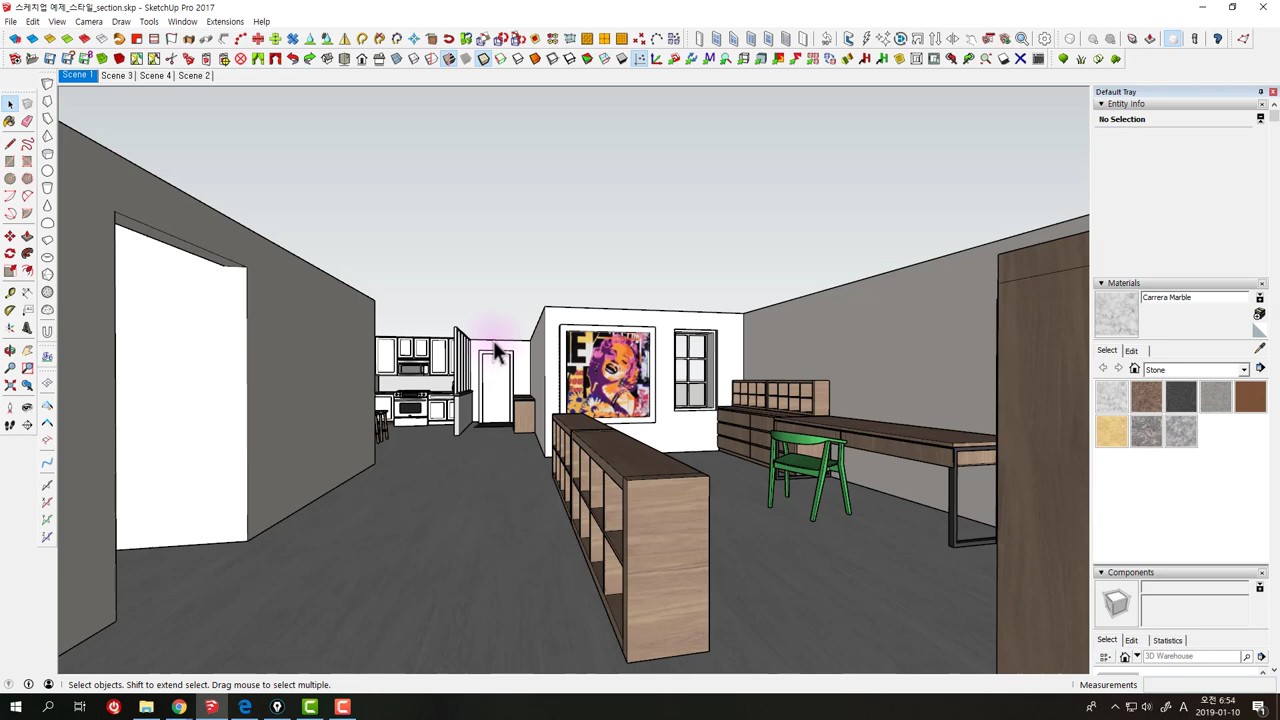 스케치업 예제_스타일_section.skp - SketchUp Pro 2017
File Edit View Camera Draw Tools Window Extensions Help
Scene 1 Scene 3 Scene 4 Scene 2
Default Tray
Entity Info
No Selection
Materials
Carrera Marble
Select Edit
Stone
Components
Select Edit Statistics
3D Warehouse
Select objects. Shift to extend select. Drag mouse to select multiple.
Measurements
A
오전 6:54
2019-01-10